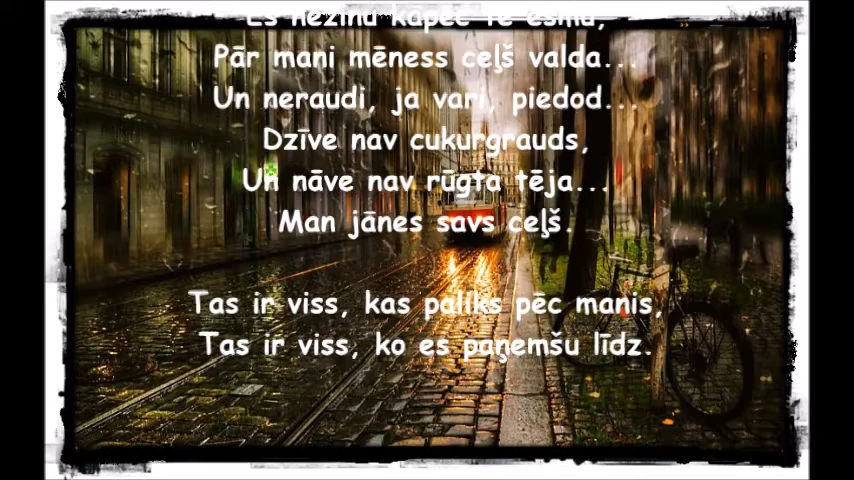 Es nezinu kāpēc te esmu,
Pār mani mēness ceļš valda...
Un neraudi, ja vari, piedod...
Dzīve nav cukurgrauds,
Un nāve nav rūgta tēja...
Man jānes savs ceļš.
Tas ir viss, kas paliks pēc manis,
Tas ir viss, ko es paņemšu līdz.